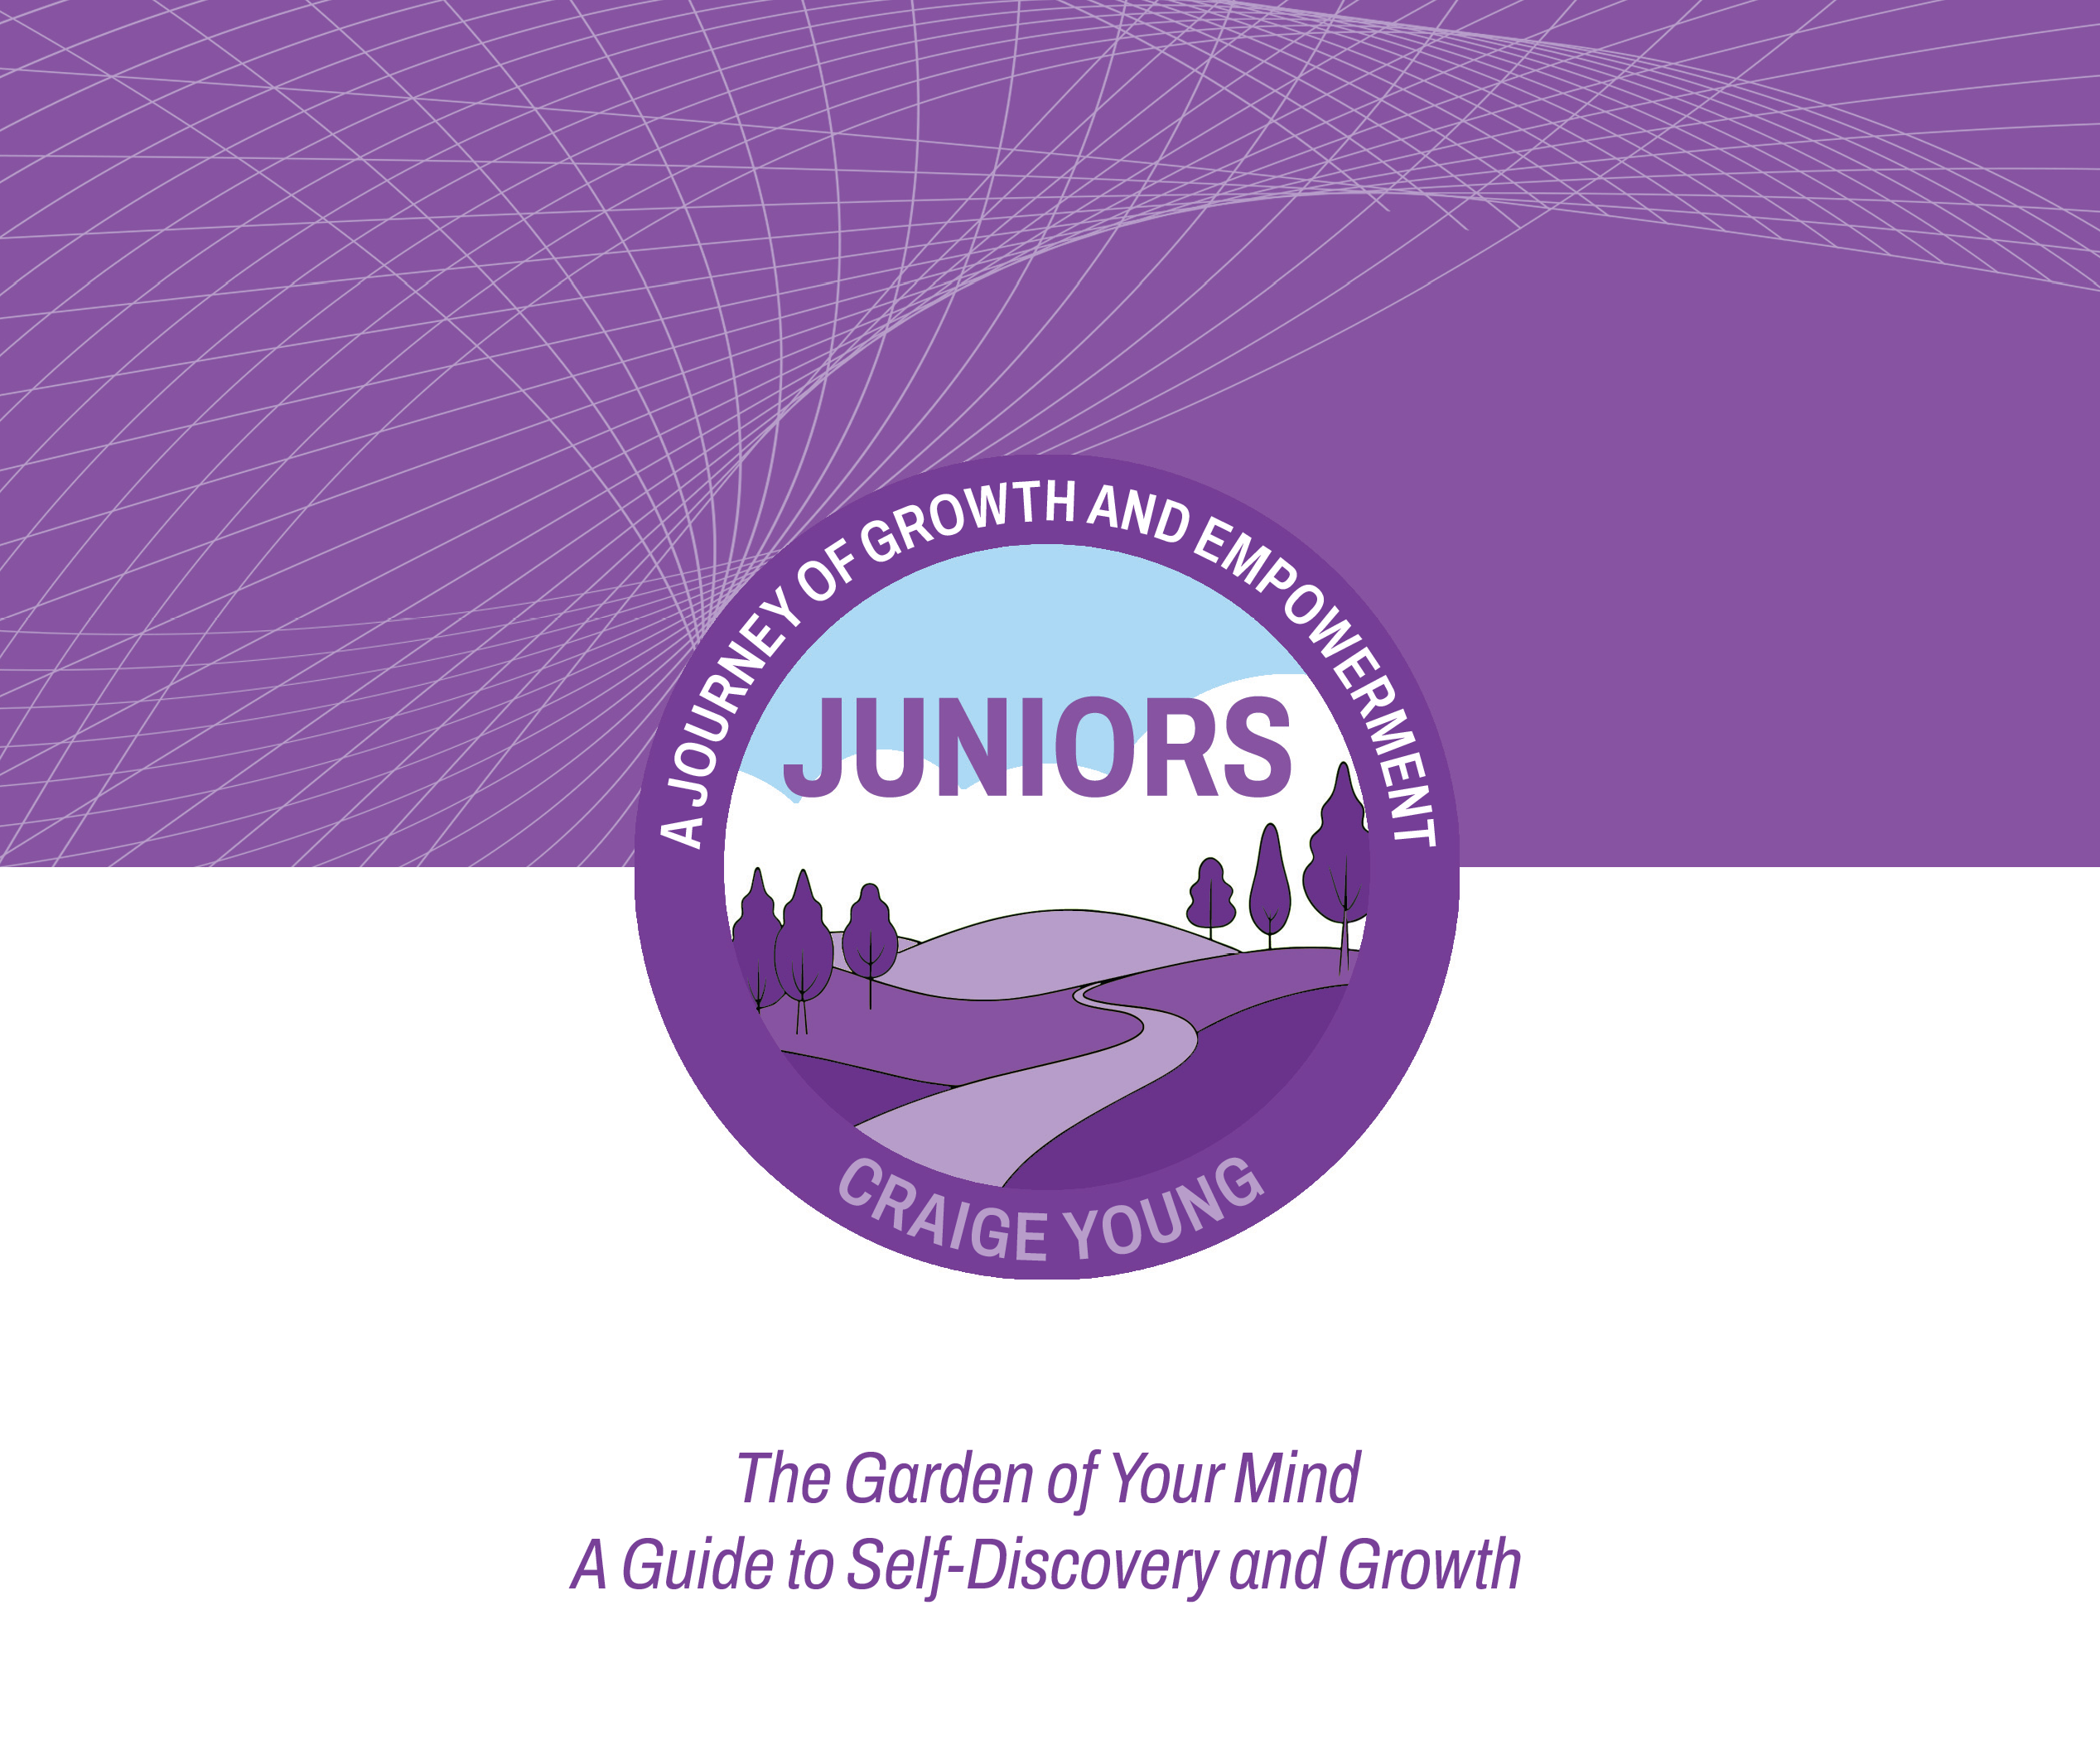 A JOURNEY OF GROWTH AND EMPOWERMENT
JUNIORS
CRAIGE YOUNG
The Garden of Your Mind
A Guide to Self-Discovery and Growth